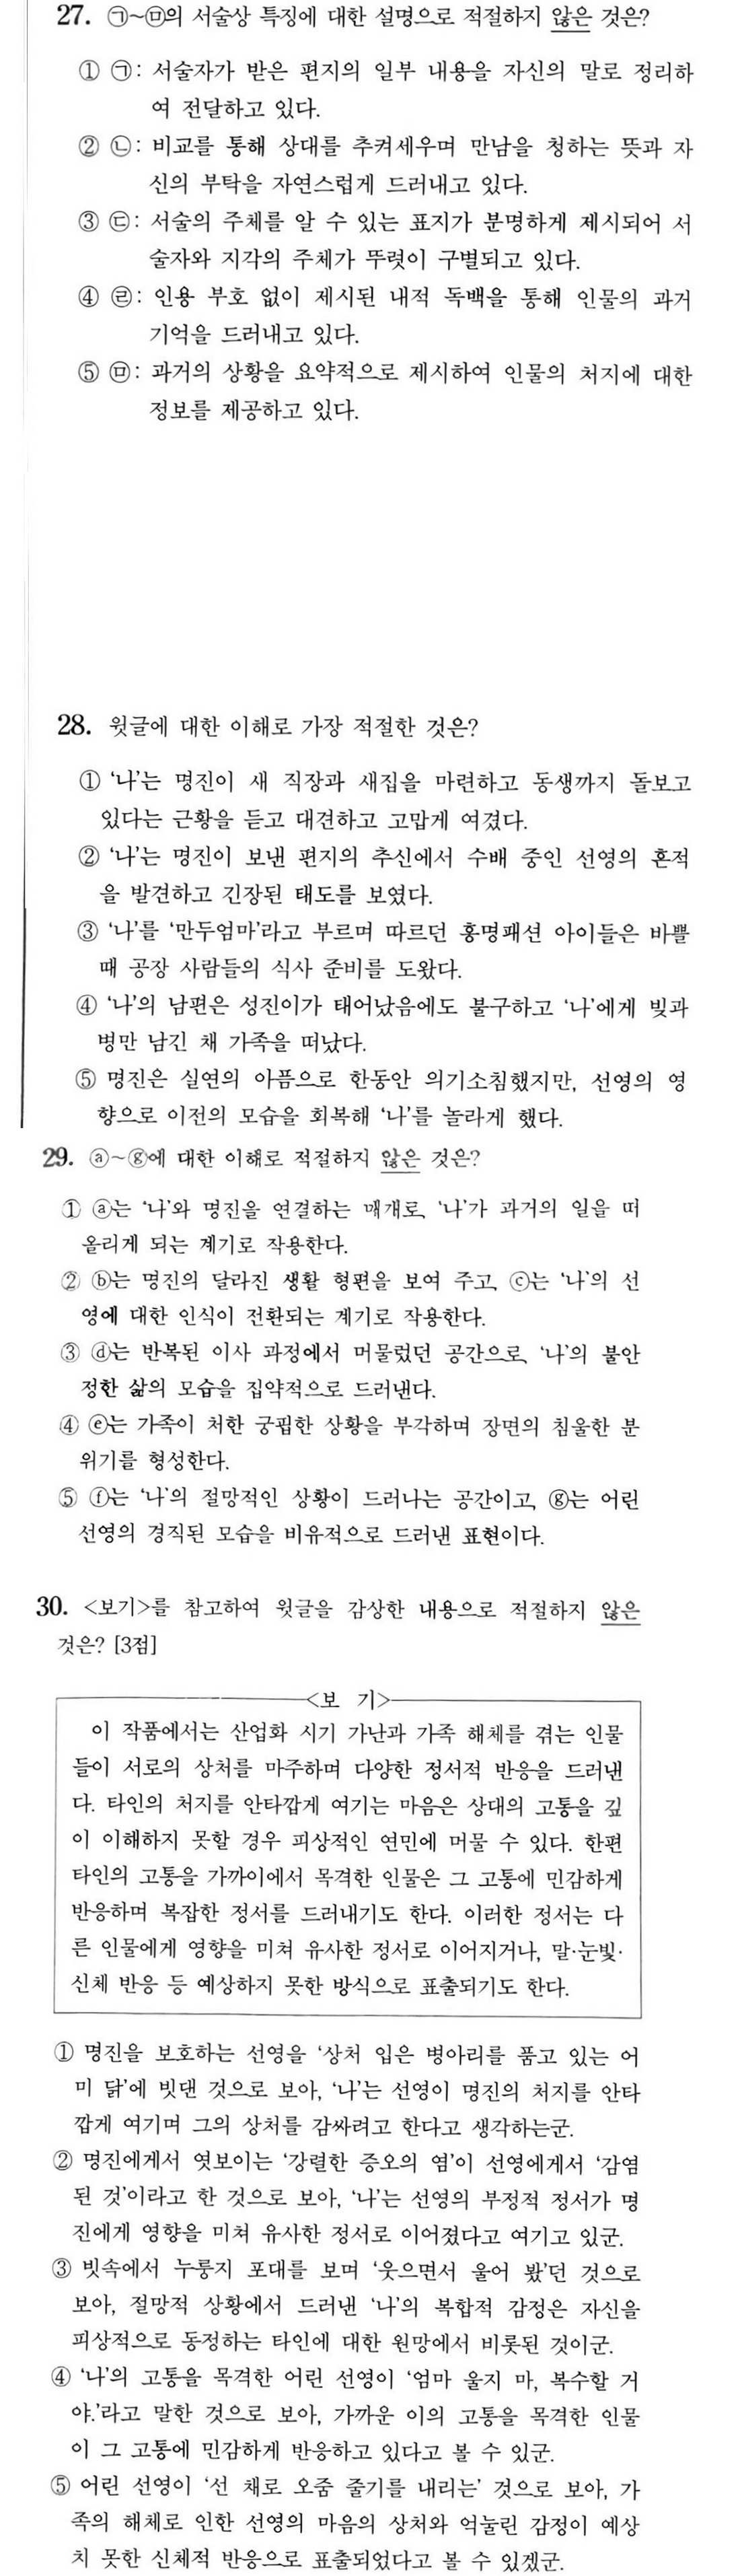 27. ㉠~㉤의 서술상 특징에 대한 설명으로 적절하지 않은 것은?
① ㉠: 서술자가 받은 편지의 일부 내용을 자신의 말로 정리하
여 전달하고 있다.
② ㉡: 비교를 통해 상대를 추켜세우며 만남을 청하는 뜻과 자
신의 부탁을 자연스럽게 드러내고 있다.
③ ㉢: 서술의 주체를 알 수 있는 표지가 분명하게 제시되어 서
술자와 지각의 주체가 뚜렷이 구별되고 있다.
④ ㉣: 인용 부호 없이 제시된 내적 독백을 통해 인물의 과거
기억을 드러내고 있다.
⑤ ㉤: 과거의 상황을 요약적으로 제시하여 인물의 처지에 대한
정보를 제공하고 있다.
28. 윗글에 대한 이해로 가장 적절한 것은?
① ‘나’는 명진이 새 직장과 새집을 마련하고 동생까지 돌보고
있다는 근황을 듣고 대견하고 고맙게 여겼다.
② ‘나’는 명진이 보낸 편지의 추신에서 수배 중인 선영의 흔적
을 발견하고 긴장된 태도를 보였다.
③ ‘나’를 ‘만두엄마’라고 부르며 따르던 홍명패션 아이들은 바쁠
때 공장 사람들의 식사 준비를 도왔다.
④ ‘나’의 남편은 성진이가 태어났음에도 불구하고 ‘나’에게 빚과
병만 남긴 채 가족을 떠났다.
⑤ 명진은 실연의 아픔으로 한동안 의기소침했지만, 선영의 영
향으로 이전의 모습을 회복해 ‘나’를 놀라게 했다.
29. ⓐ~ⓖ에 대한 이해로 적절하지 않은 것은?
① ⓐ는 ‘나’와 명진을 연결하는 매개로, ‘나’가 과거의 일을 떠
올리게 되는 계기로 작용한다.
② ⓑ는 명진의 달라진 생활 형편을 보여 주고, ⓒ는 ‘나’의 선
영에 대한 인식이 전환되는 계기로 작용한다.
③ ⓓ는 반복된 이사 과정에서 머물렀던 공간으로, ‘나’의 불안
정한 삶의 모습을 집약적으로 드러낸다.
④ ⓔ는 가족이 처한 궁핍한 상황을 부각하며 장면의 침울한 분
위기를 형성한다.
⑤ ⓕ는 ‘나’의 절망적인 상황이 드러나는 공간이고, ⓖ는 어린
선영의 경직된 모습을 비유적으로 드러낸 표현이다.
30. <보기>를 참고하여 윗글을 감상한 내용으로 적절하지 않은
것은? [3점]
<보 기>
이 작품에서는 산업화 시기 가난과 가족 해체를 겪는 인물
들이 서로의 상처를 마주하며 다양한 정서적 반응을 드러낸
다. 타인의 처지를 안타깝게 여기는 마음은 상대의 고통을 깊
이 이해하지 못할 경우 피상적인 연민에 머물 수 있다. 한편
타인의 고통을 가까이에서 목격한 인물은 그 고통에 민감하게
반응하며 복잡한 정서를 드러내기도 한다. 이러한 정서는 다
른 인물에게 영향을 미쳐 유사한 정서로 이어지거나, 말·눈빛·
신체 반응 등 예상하지 못한 방식으로 표출되기도 한다.
① 명진을 보호하는 선영을 ‘상처 입은 병아리를 품고 있는 어
미 닭’에 빗댄 것으로 보아, ‘나’는 선영이 명진의 처지를 안타
깝게 여기며 그의 상처를 감싸려고 한다고 생각하는군.
② 명진에게서 엿보이는 ‘강렬한 증오의 염’이 선영에게서 ‘감염
된 것’이라고 한 것으로 보아, ‘나’는 선영의 부정적 정서가 명
진에게 영향을 미쳐 유사한 정서로 이어졌다고 여기고 있군.
③ 빗속에서 누룽지 포대를 보며 ‘웃으면서 울어 봤’던 것으로
보아, 절망적 상황에서 드러낸 ‘나’의 복합적 감정은 자신을
피상적으로 동정하는 타인에 대한 원망에서 비롯된 것이군.
④ ‘나’의 고통을 목격한 어린 선영이 ‘엄마 울지 마, 복수할 거
야.’라고 말한 것으로 보아, 가까운 이의 고통을 목격한 인물
이 그 고통에 민감하게 반응하고 있다고 볼 수 있군.
⑤ 어린 선영이 ‘선 채로 오줌 줄기를 내리는’ 것으로 보아, 가
족의 해체로 인한 선영의 마음의 상처와 억눌린 감정이 예상
치 못한 신체적 반응으로 표출되었다고 볼 수 있겠군.